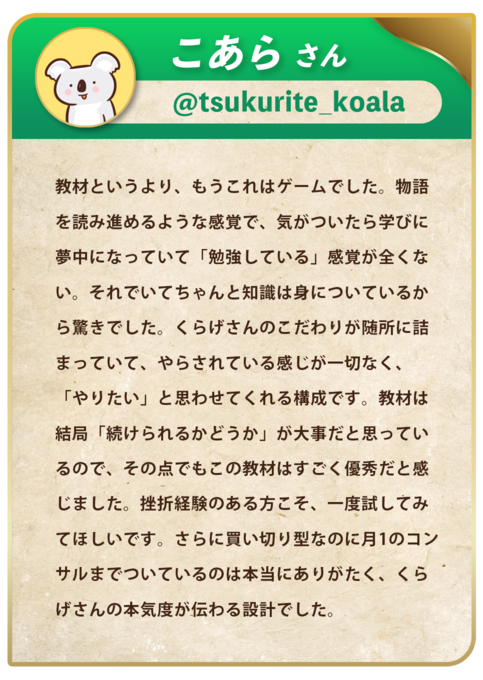 こあら さん
@tsukurite_koala
教材というより、もうこれはゲームでした。物語
を読み進めるような感覚で、気がついたら学びに
夢中になっていて「勉強している」感覚が全くな
い。それでいてちゃんと知識は身についているか
ら驚きでした。くらげさんのこだわりが随所に詰
まっていて、やらされている感じが一切なく、
「やりたい」と思わせてくれる構成です。教材は
結局「続けられるかどうか」が大事だと思ってい
るので、その点でもこの教材はすごく優秀だと感
じました。挫折経験のある方こそ、一度試してみ
てほしいです。さらに買い切り型なのに月1のコン
サルまでついているのは本当にありがたく、くら
げさんの本気度が伝わる設計でした。